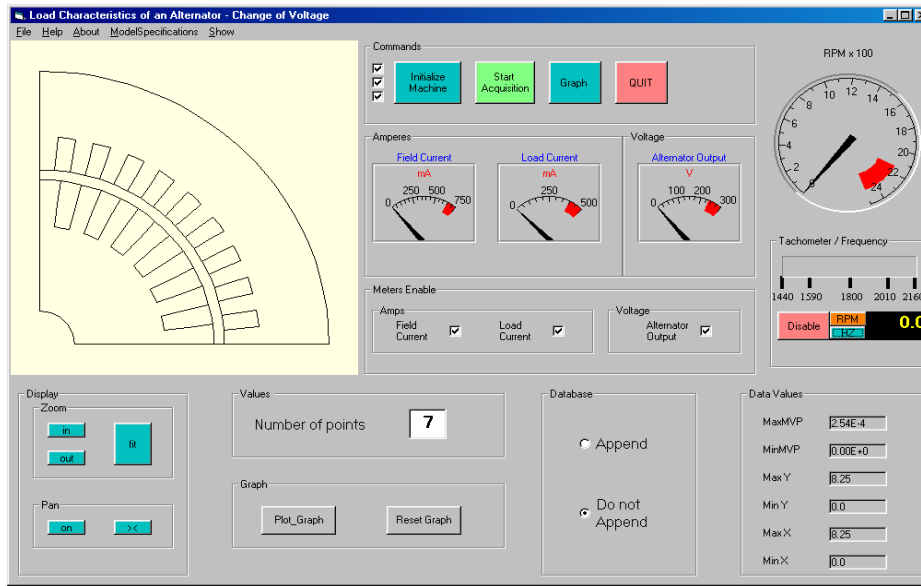 Load Characteristics of an Alternator - Change of Voltage
File Help About ModelSpecifications Show
Commands
Initialize
Machine
Start
Acquisition
Graph
QUIT
RPM x 100
0 2 4 6 8 10 12 14 16 18 20 22 24
Amperes
Field Current
mA
0 250 500 750
Load Current
mA
0 250 500
Voltage
Alternator Output
V
0 100 200 300
Tachometer / Frequency
1440 1590 1800 2010 2160
Disable
RPM
HZ
0.0
Meters Enable
Amps
Field
Current
Load
Current
Voltage
Alternator
Output
Display
Zoom
in
out
fit
Pan
on
><
Values
Number of points 7
Graph
Plot_Graph
Reset Graph
Database
Append
Do not
Append
Data Values
MaxMVP 2.54E-4
MinMVP 0.00E+0
Max Y 8.25
Min Y 0.0
Max X 8.25
Min X 0.0